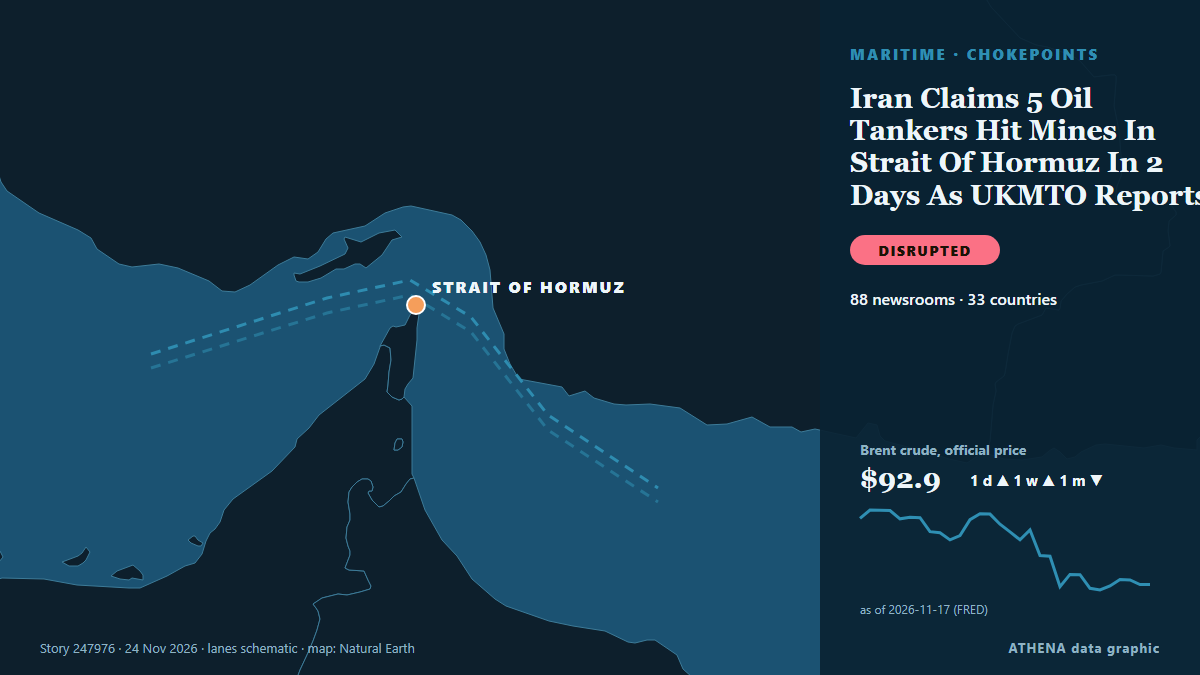 MARITIME · CHOKEPOINTS
Iran Claims 5 Oil
Tankers Hit Mines In
Strait Of Hormuz In 2
Days As UKMTO Reports
DISRUPTED
88 newsrooms · 33 countries
STRAIT OF HORMUZ
Brent crude, official price
$92.9 1 d ▲ 1 w ▲ 1 m ▼
as of 2026-11-17 (FRED)
Story 247976 · 24 Nov 2026 · lanes schematic · map: Natural Earth
ATHENA data graphic